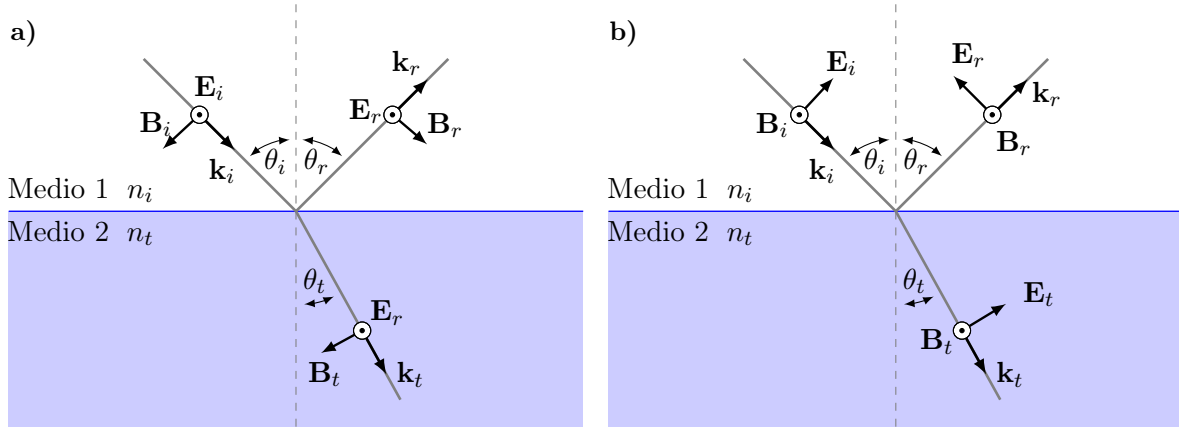 a)
k_r
E_i
E_r
B_i
B_r
k_i
θ_i
θ_r
Medio 1 n_i
Medio 2 n_t
θ_t
E_r
B_t
k_t
b)
E_i
E_r
k_r
B_i
B_r
k_i
θ_i
θ_r
Medio 1 n_i
Medio 2 n_t
θ_t
E_t
B_t
k_t